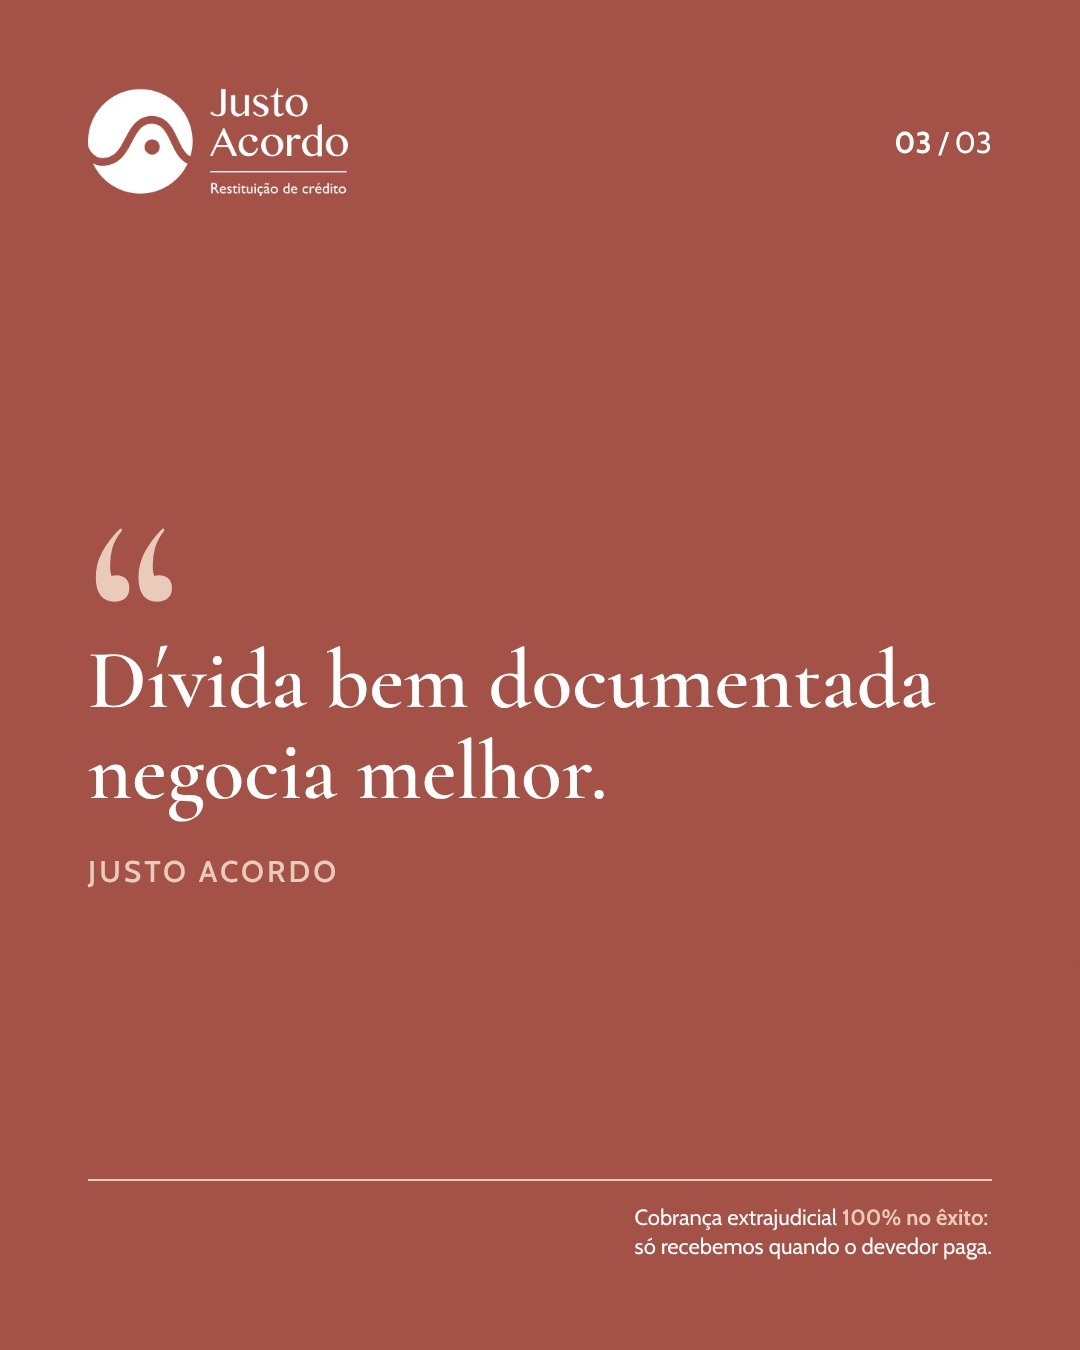 Justo
Acordo
Restituição de crédito
03 / 03
“
Dívida bem documentada
negocia melhor.
JUSTO ACORDO
Cobrança extrajudicial 100% no êxito:
só recebemos quando o devedor paga.